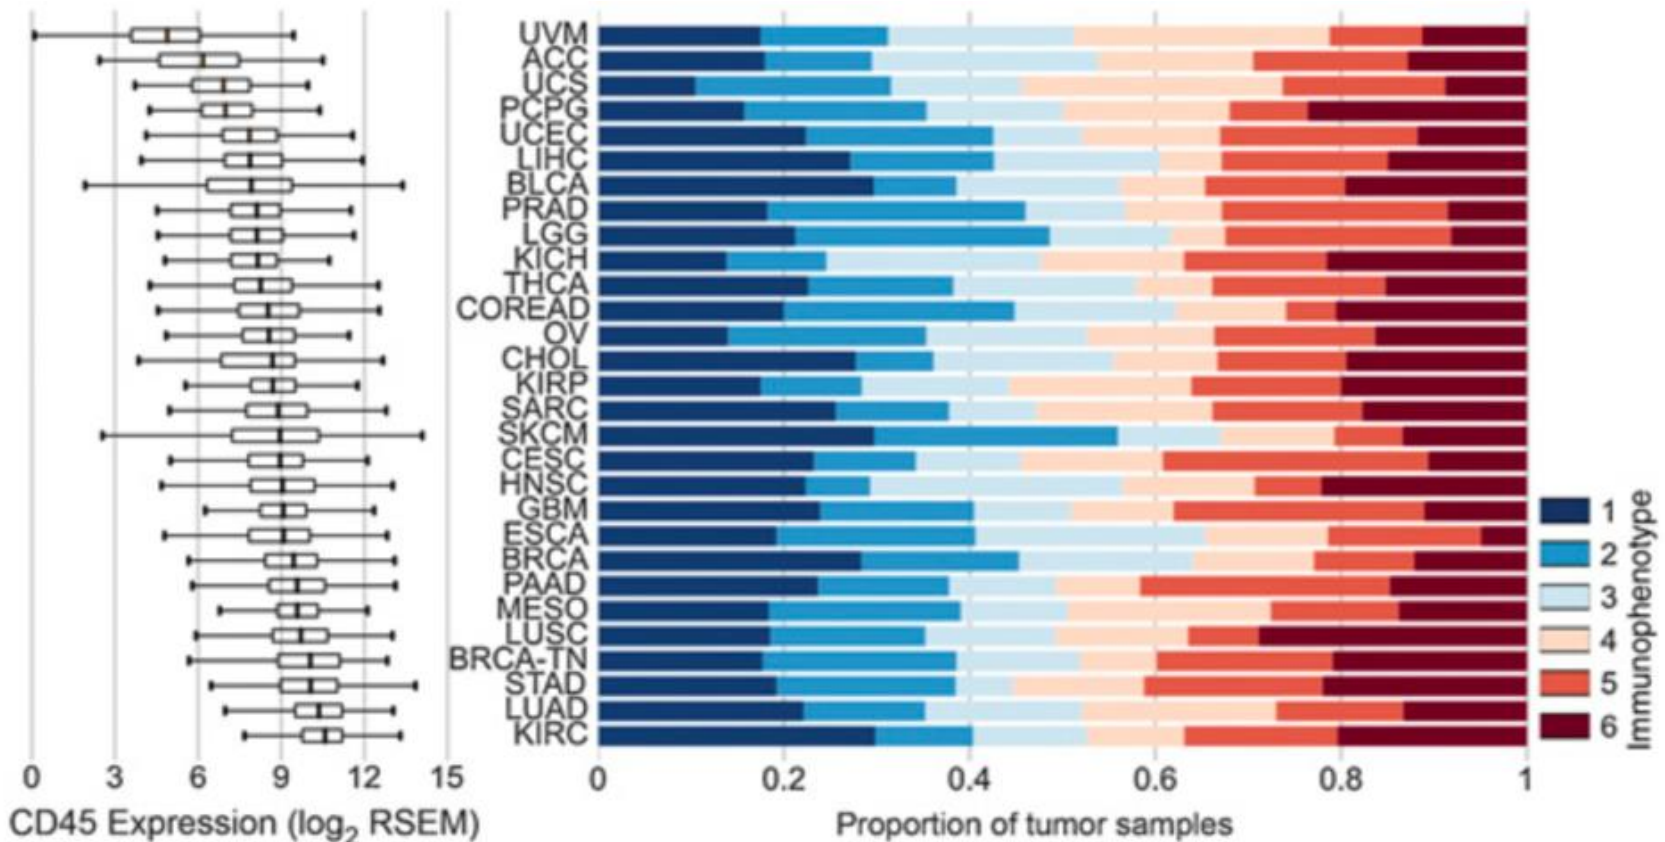 UVM
ACC
UCS
PCPG
UCEC
LIHC
BLCA
PRAD
LGG
KICH
THCA
COREAD
OV
CHOL
KIRP
SARC
SKCM
CESC
HNSC
GBM
ESCA
BRCA
PAAD
MESO
LUSC
BRCA-TN
STAD
LUAD
KIRC
0 3 6 9 12 15
CD45 Expression (log2 RSEM)
0 0.2 0.4 0.6 0.8 1
Proportion of tumor samples
1
2
3
4
5
6
Immunophenotype